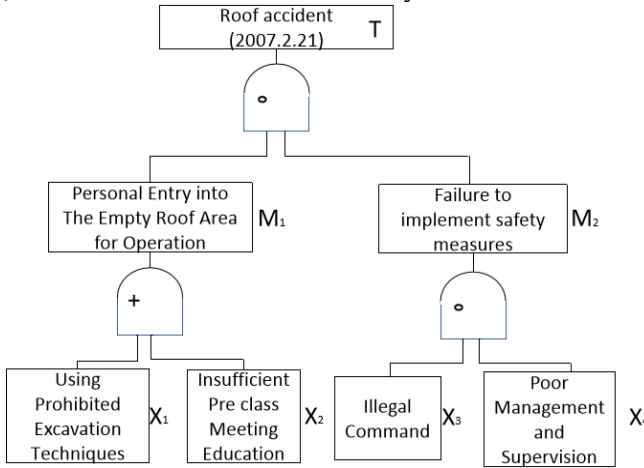 Roof accident
(2007.2.21)
T
Personal Entry into
The Empty Roof Area
for Operation
M₁
Failure to
implement safety
measures
M₂
+
Using
Prohibited
Excavation
Techniques
X₁
Insufficient
Pre class
Meeting
Education
X₂
Illegal
Command
X₃
Poor
Management
and
Supervision